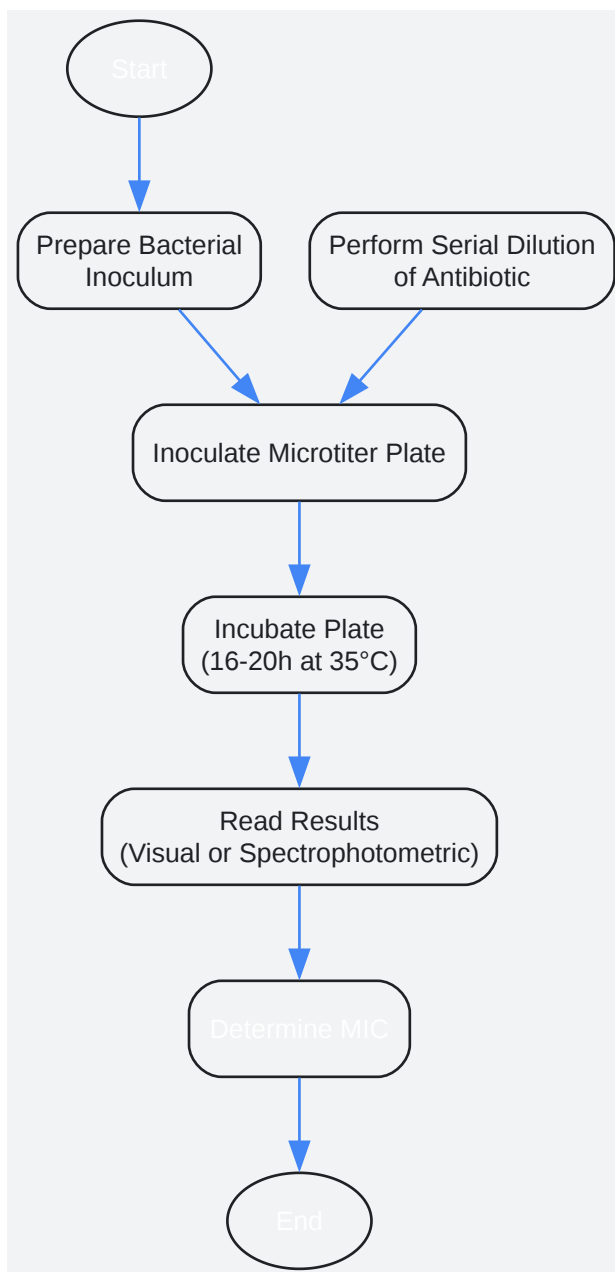 Start
Prepare Bacterial
Inoculum
Perform Serial Dilution
of Antibiotic
Inoculate Microtiter Plate
Incubate Plate
(16-20h at 35°C)
Read Results
(Visual or Spectrophotometric)
Determine MIC
End